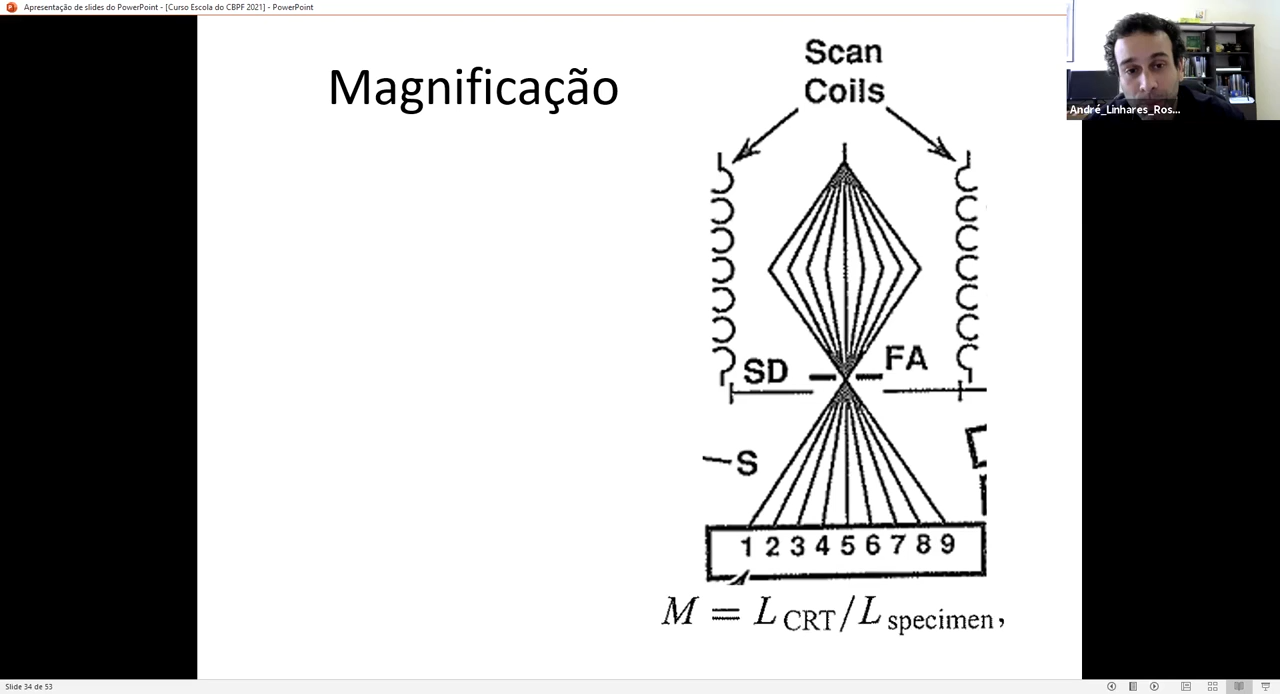 Apresentação de slides do PowerPoint - [Curso Escola do CBPF 2021] - PowerPoint
André_Linhares_Ros...
Magnificação
Scan
Coils
SD
FA
S
1 2 3 4 5 6 7 8 9
M = L CRT / L specimen,
Slide 34 de 53